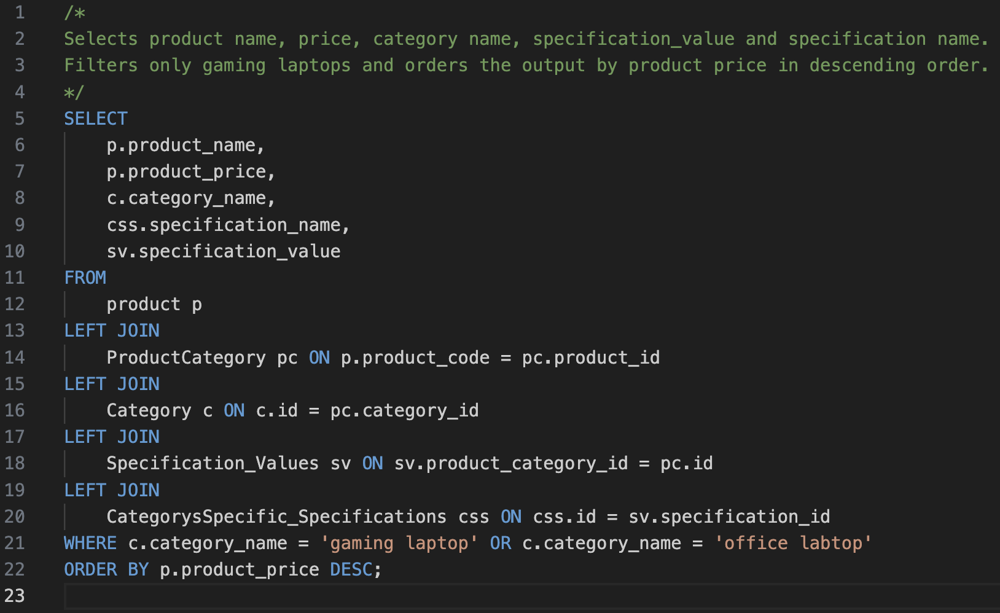 1 /*
2 Selects product name, price, category name, specification_value and specification name.
3 Filters only gaming laptops and orders the output by product price in descending order.
4 */
5 SELECT
6 p.product_name,
7 p.product_price,
8 c.category_name,
9 css.specification_name,
10 sv.specification_value
11 FROM
12 product p
13 LEFT JOIN
14 ProductCategory pc ON p.product_code = pc.product_id
15 LEFT JOIN
16 Category c ON c.id = pc.category_id
17 LEFT JOIN
18 Specification_Values sv ON sv.product_category_id = pc.id
19 LEFT JOIN
20 CategorysSpecific_Specifications css ON css.id = sv.specification_id
21 WHERE c.category_name = 'gaming laptop' OR c.category_name = 'office labtop'
22 ORDER BY p.product_price DESC;
23